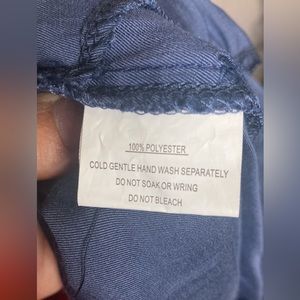 100% POLYESTER
COLD GENTLE HAND WASH SEPARATELY
DO NOT SOAK OR WRING
DO NOT BLEACH